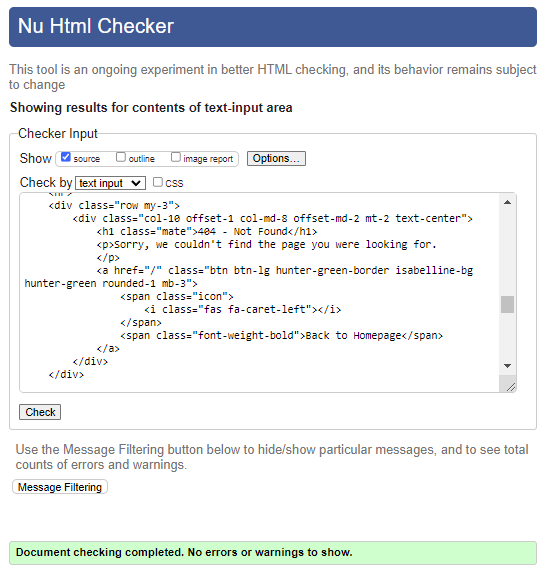 Nu Html Checker
This tool is an ongoing experiment in better HTML checking, and its behavior remains subject
to change
Showing results for contents of text-input area
Checker Input
Show source outline image report Options...
Check by text input CSS
<div class="row my-3">
<div class="col-10 offset-1 col-md-8 offset-md-2 mt-2 text-center">
<h1 class="mate">404 - Not Found</h1>
<p>Sorry, we couldn't find the page you were looking for.
</p>
<a href="/" class="btn btn-lg hunter-green-border isabelline-bg
hunter-green rounded-1 mb-3">
<span class="icon">
<i class="fas fa-caret-left"></i>
</span>
<span class="font-weight-bold">Back to Homepage</span>
</a>
</div>
</div>
Check
Use the Message Filtering button below to hide/show particular messages, and to see total
counts of errors and warnings.
Message Filtering
Document checking completed. No errors or warnings to show.